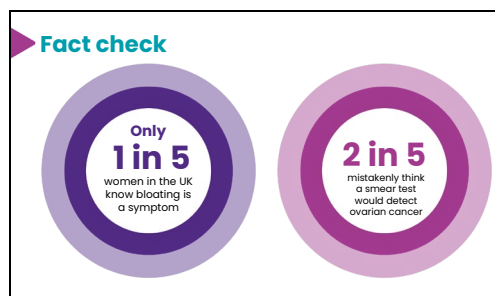 Fact check
Only
1 in 5
women in the UK
know bloating is
a symptom
2 in 5
mistakenly think
a smear test
would detect
ovarian cancer